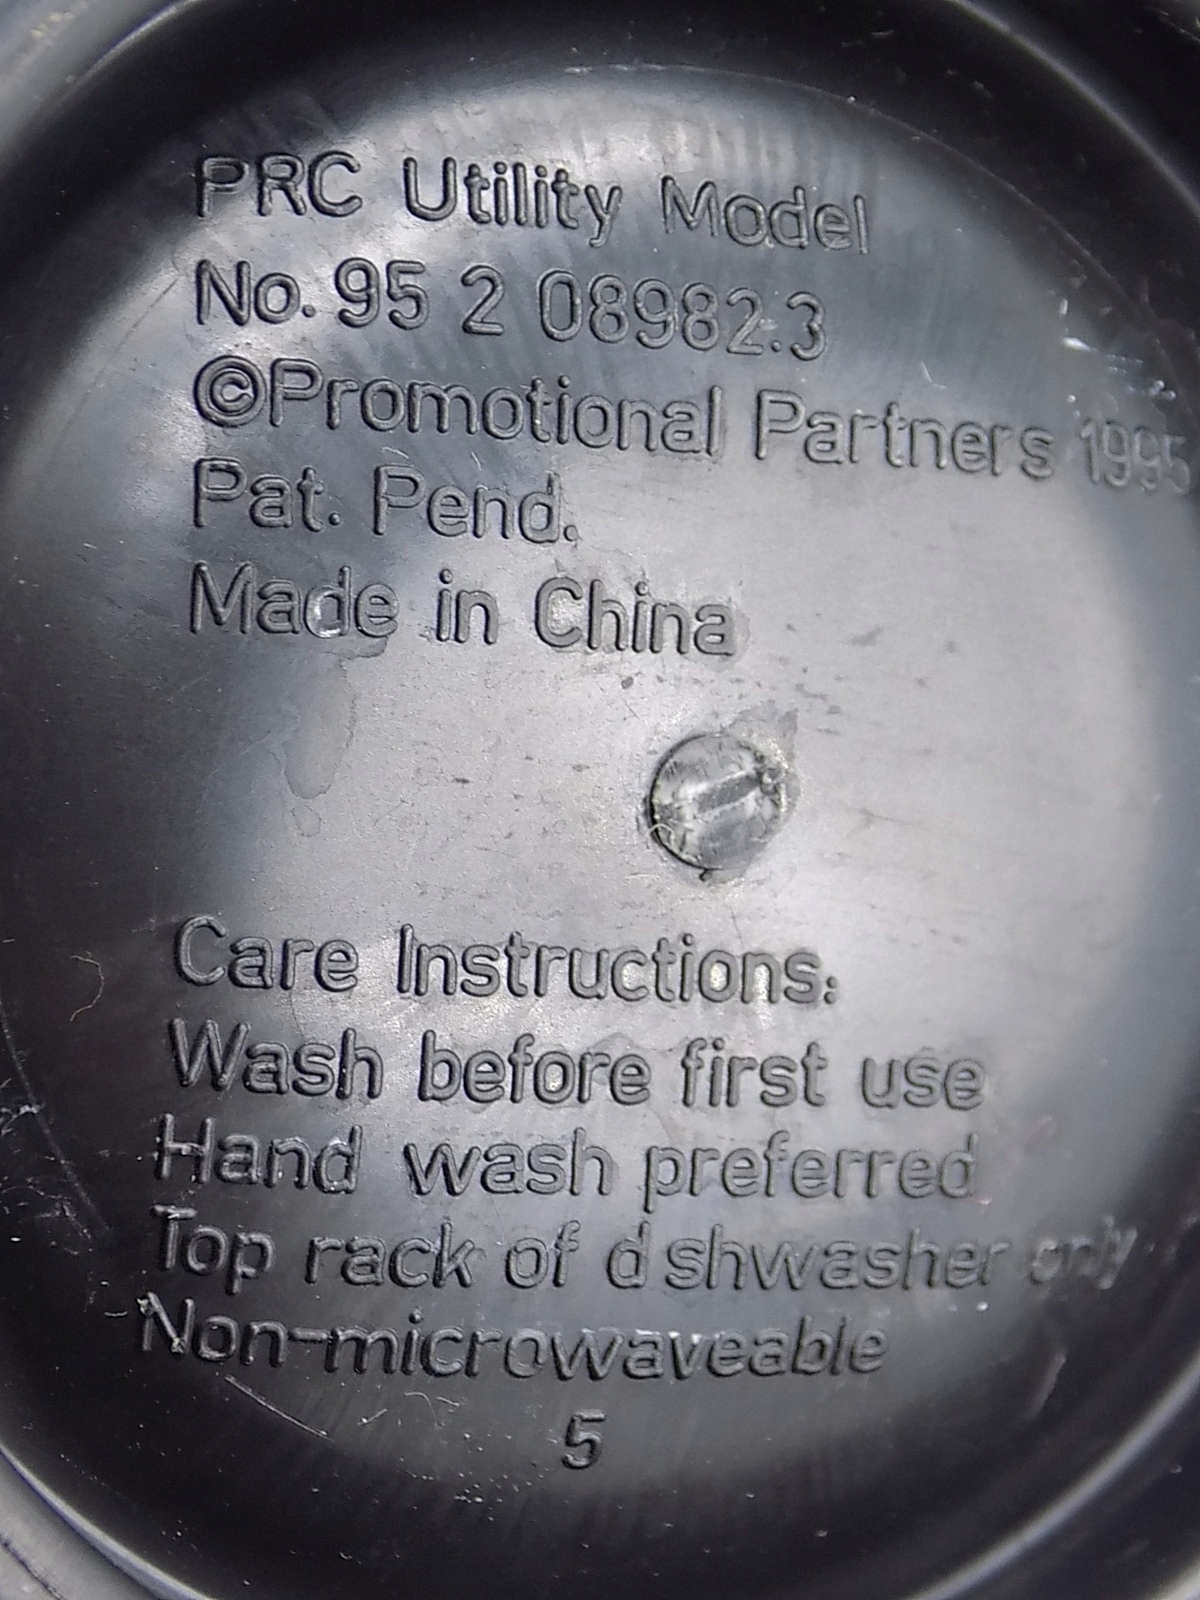 PRC Utility Model
No. 95 2 08982.3
©Promotional Partners 1995
Pat. Pend.
Made in China
Care Instructions:
Wash before first use
Hand wash preferred
Top rack of d shwasher only
Non-microwaveable
5